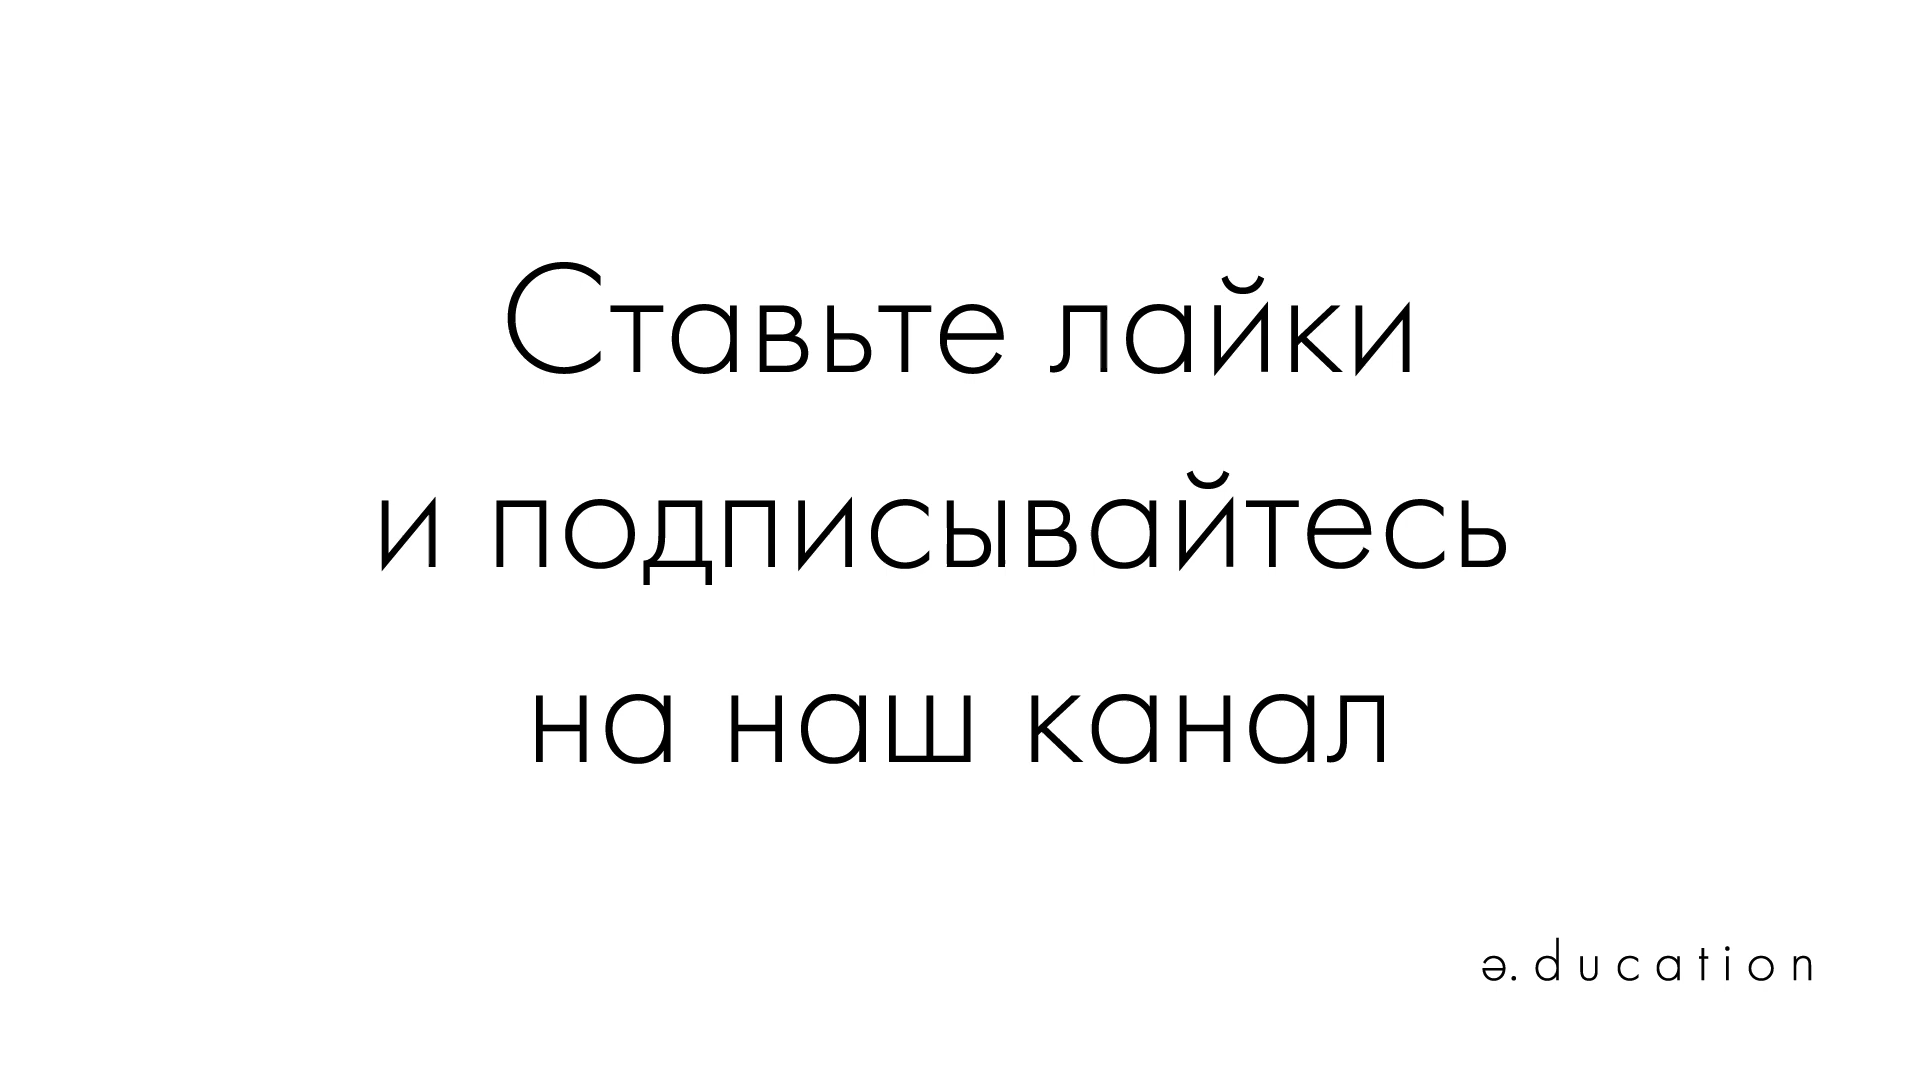 Ставьте лайки
и подписывайтесь
на наш канал
ə.ducation